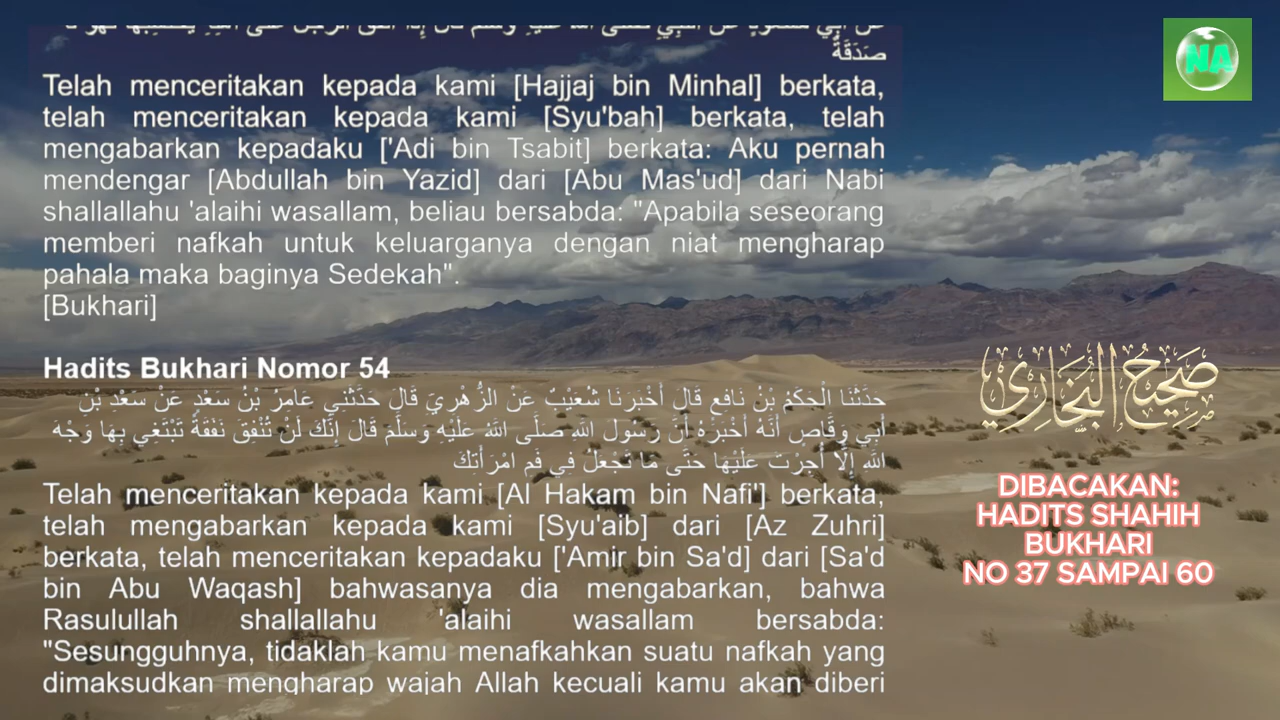 صَدَقَةٌ
Telah menceritakan kepada kami [Hajjaj bin Minhal] berkata,
telah menceritakan kepada kami [Syu'bah] berkata, telah
mengabarkan kepadaku ['Adi bin Tsabit] berkata: Aku pernah
mendengar [Abdullah bin Yazid] dari [Abu Mas'ud] dari Nabi
shallallahu 'alaihi wasallam, beliau bersabda: "Apabila seseorang
memberi nafkah untuk keluarganya dengan niat mengharap
pahala maka baginya Sedekah".
[Bukhari]
Hadits Bukhari Nomor 54
حَدَّثَنَا الْحَكَمُ بْنُ نَافِعٍ قَالَ أَخْبَرَنَا شُعَيْبٌ عَنْ الزُّهْرِيِّ قَالَ حَدَّثَنِي عَامِرُ بْنُ سَعْدٍ عَنْ سَعْدِ بْنِ
أَبِي وَقَّاصٍ أَنَّهُ أَخْبَرَهُ أَنَّ رَسُولَ اللَّهِ صَلَّى اللَّهُ عَلَيْهِ وَسَلَّمَ قَالَ إِنَّكَ لَنْ تُنْفِقَ نَفَقَةً تَبْتَغِي بِهَا وَجْهَ
اللَّهِ إِلَّا أُجِرْتَ عَلَيْهَا حَتَّى مَا تَجْعَلُ فِي فَمِ امْرَأَتِكَ
Telah menceritakan kepada kami [Al Hakam bin Nafi'] berkata,
telah mengabarkan kepada kami [Syu'aib] dari [Az Zuhri]
berkata, telah menceritakan kepadaku ['Amir bin Sa'd] dari [Sa'd
bin Abu Waqash] bahwasanya dia mengabarkan, bahwa
Rasulullah shallallahu 'alaihi wasallam bersabda:
"Sesungguhnya, tidaklah kamu menafkahkan suatu nafkah yang
dimaksudkan mengharap wajah Allah kecuali kamu akan diberi
NA
صَحِيحُ الْبُخَارِيِّ
DIBACAKAN:
HADITS SHAHIH
BUKHARI
NO 37 SAMPAI 60